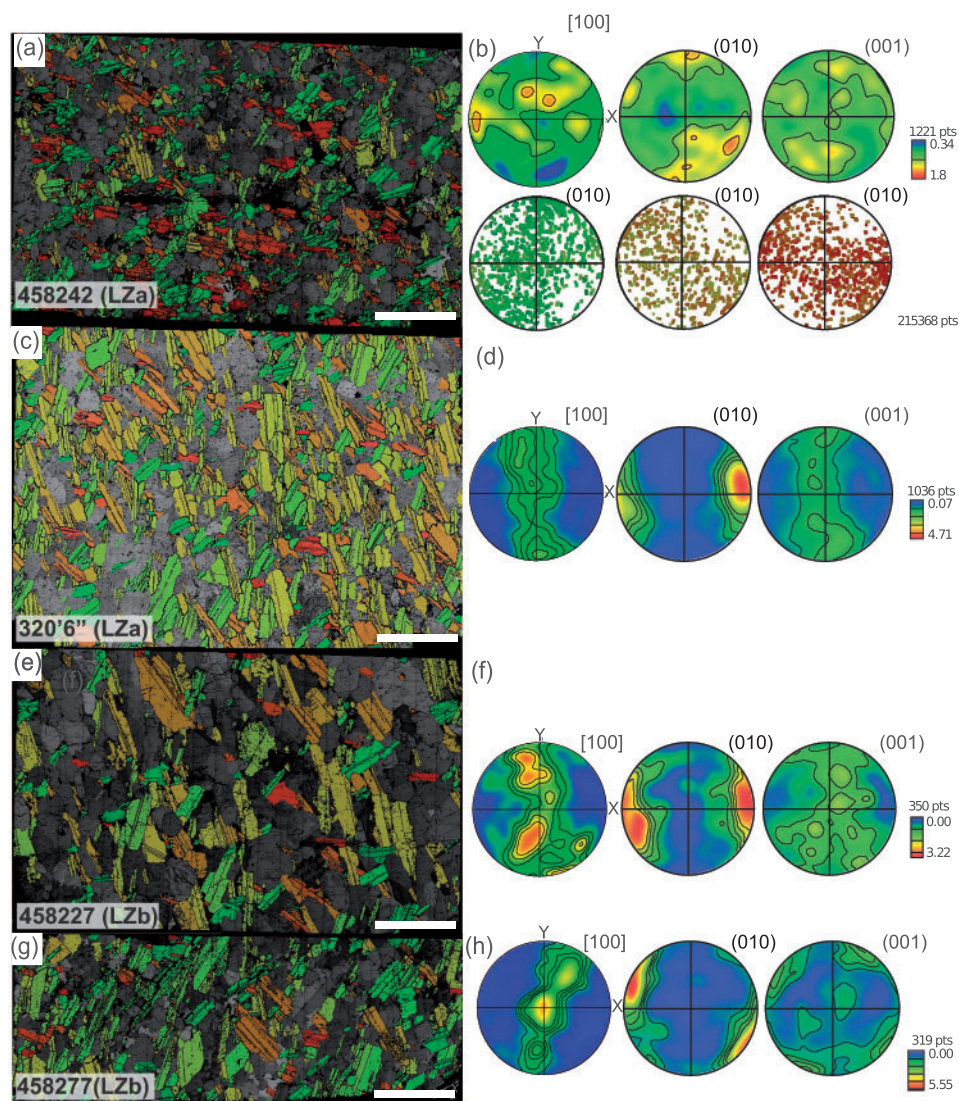 (a)
458242 (LZa)
(b)
[100]
Y
X
(010)
(001)
1221 pts
0.34
1.8
(010)
(010)
(010)
215368 pts
(c)
320'6" (LZa)
(d)
Y
[100]
X
(010)
(001)
1036 pts
0.07
4.71
(e)
(f)
458227 (LZb)
(f)
Y
[100]
X
(010)
(001)
350 pts
0.00
3.22
(g)
458277(LZb)
(h)
Y
[100]
X
(010)
(001)
319 pts
0.00
5.55